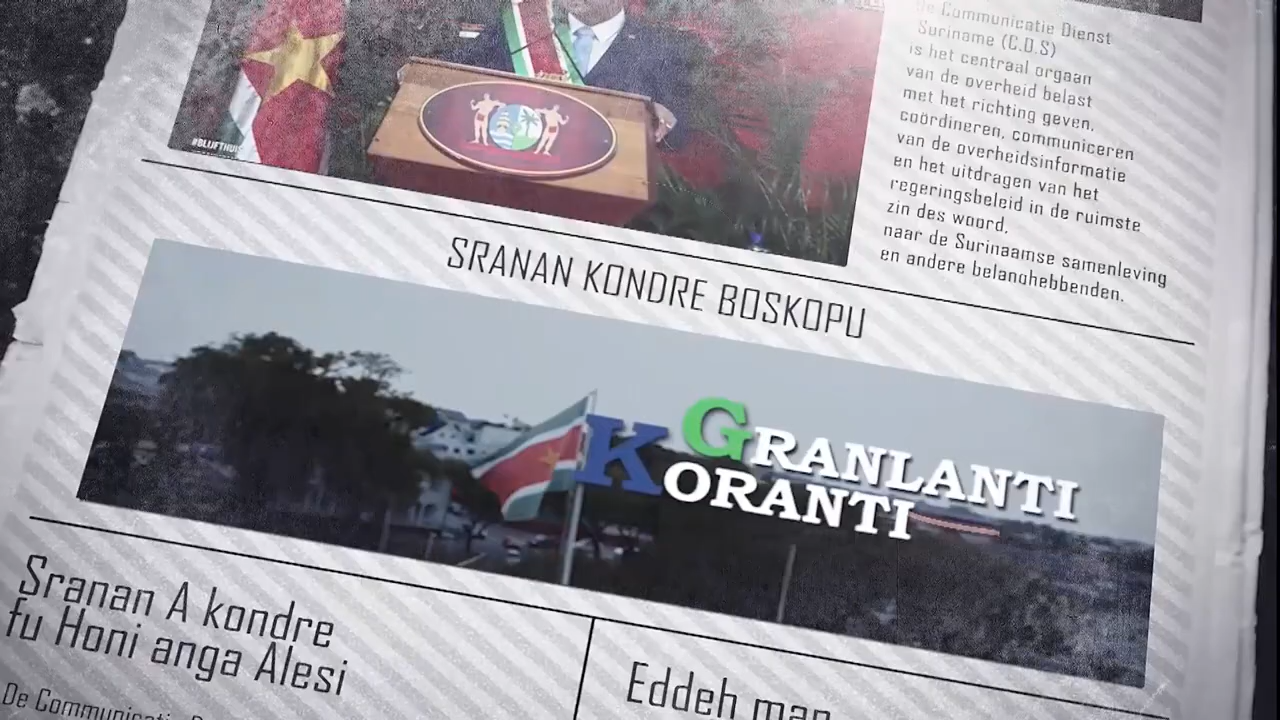 De Communicatie Dienst
Suriname (C.D.S)
is het centraal orgaan
van de overheid belast
met het richting geven,
coördineren, communiceren
van de overheidsinformatie
en het uitdragen van het
regeringsbeleid in de ruimste
zin des woord,
naar de Surinaamse samenleving
en andere belanghebbenden.
#BLIJFTHUIS
SRANAN KONDRE BOSKOPU
GRANLANTI
KORANTI
Sranan A kondre
fu Honi anga Alesi
De Communicatie
Eddeh man